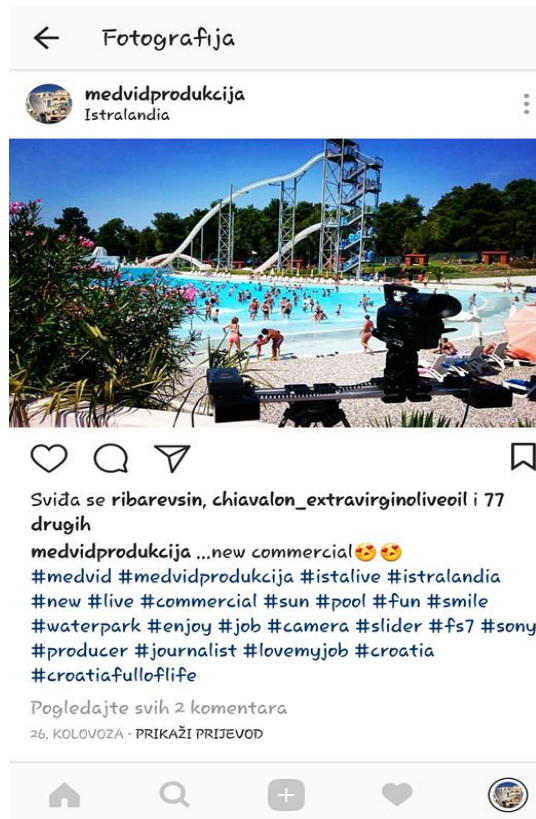 Fotografija
medvidprodukcija
Istralandia
Sviđa se ribarevsin, chiavalon_extravirginoliveoil i 77
drugih
medvidprodukcija ...new commercial😍😍
#medvid #medvidprodukcija #istalive #istralandia
#new #live #commercial #sun #pool #fun #smile
#waterpark #enjoy #job #camera #slider #fs7 #sony
#producer #journalist #lovemyjob #croatia
#croatiafulloflife
Pogledajte svih 2 komentara
26. KOLOVOZA · PRIKAŽI PRIJEVOD